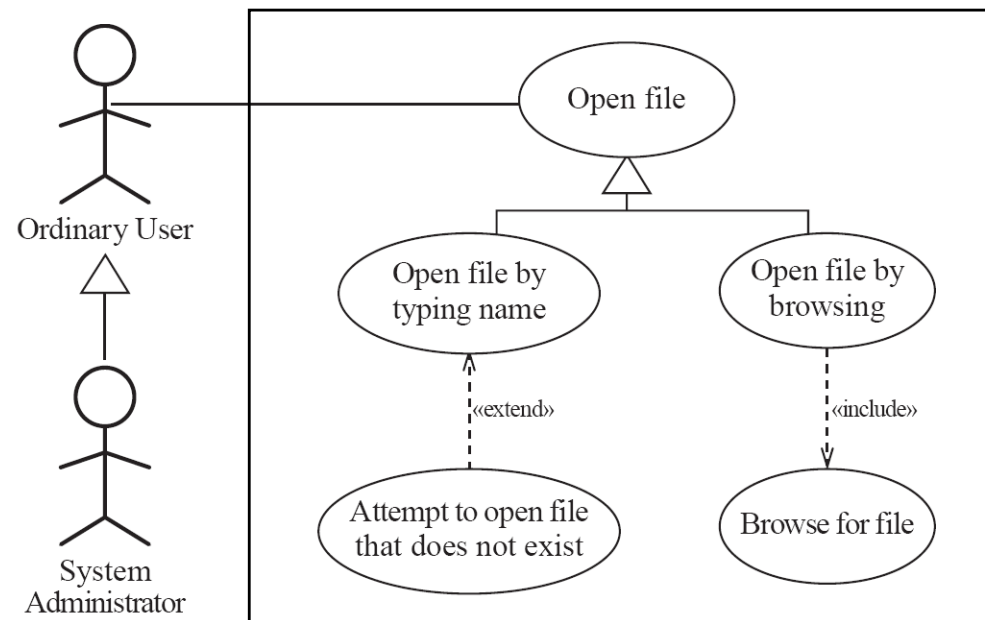 Open file
Ordinary User
Open file by
typing name
Open file by
browsing
«extend»
«include»
Attempt to open file
that does not exist
Browse for file
System
Administrator